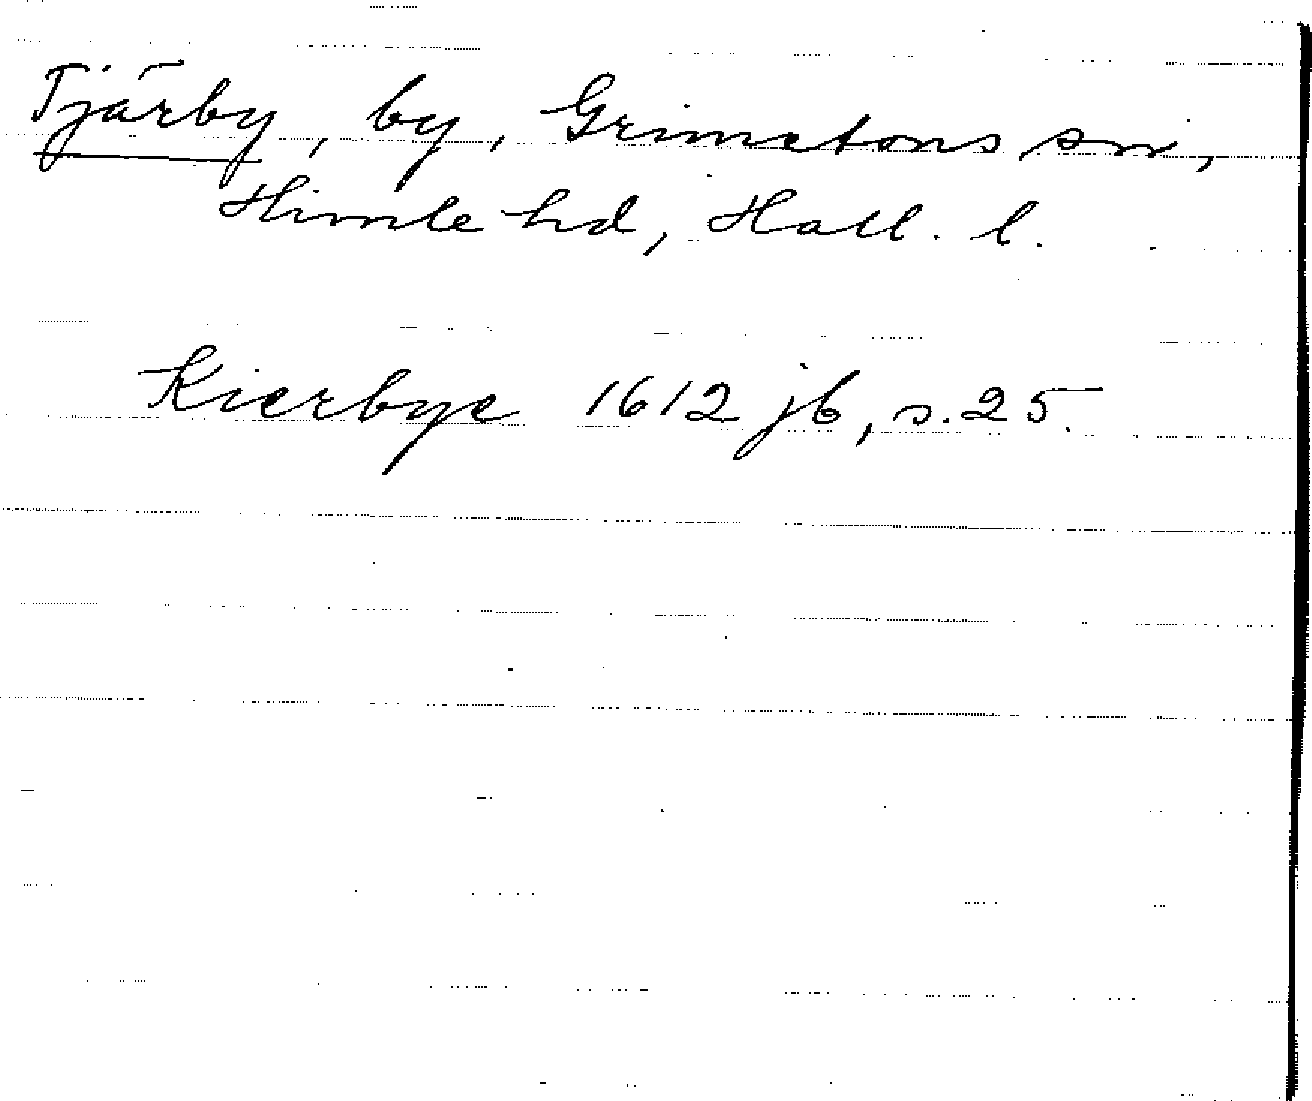 Tjärby, by, Grimetons sn,
Himle hd, Hall. l.
Kierbye 1612 jb, s. 25.